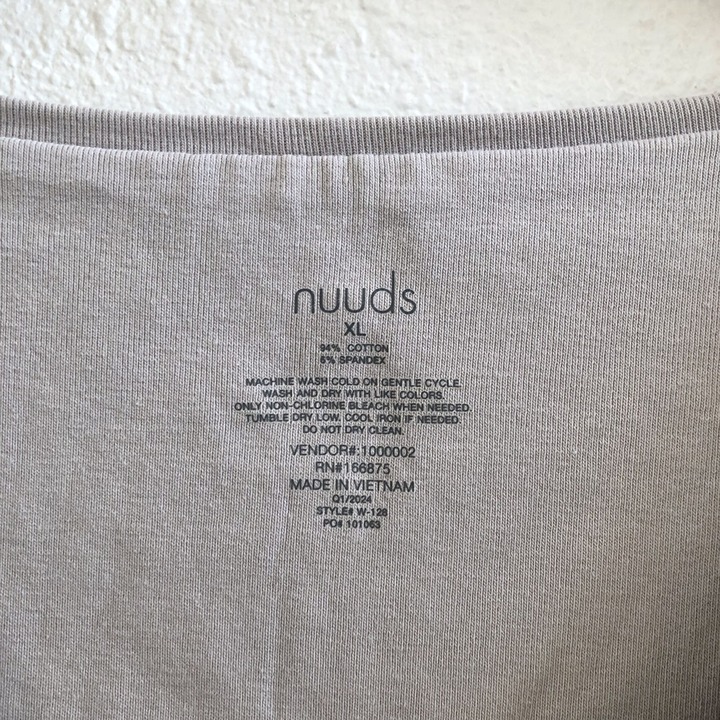 nuuds
XL
94% COTTON
6% SPANDEX
MACHINE WASH COLD ON GENTLE CYCLE.
WASH AND DRY WITH LIKE COLORS.
ONLY NON-CHLORINE BLEACH WHEN NEEDED.
TUMBLE DRY LOW. COOL IRON IF NEEDED.
DO NOT DRY CLEAN.
VENDOR#:1000002
RN#166875
MADE IN VIETNAM
Q1/2024
STYLE# W-128
PO# 101063